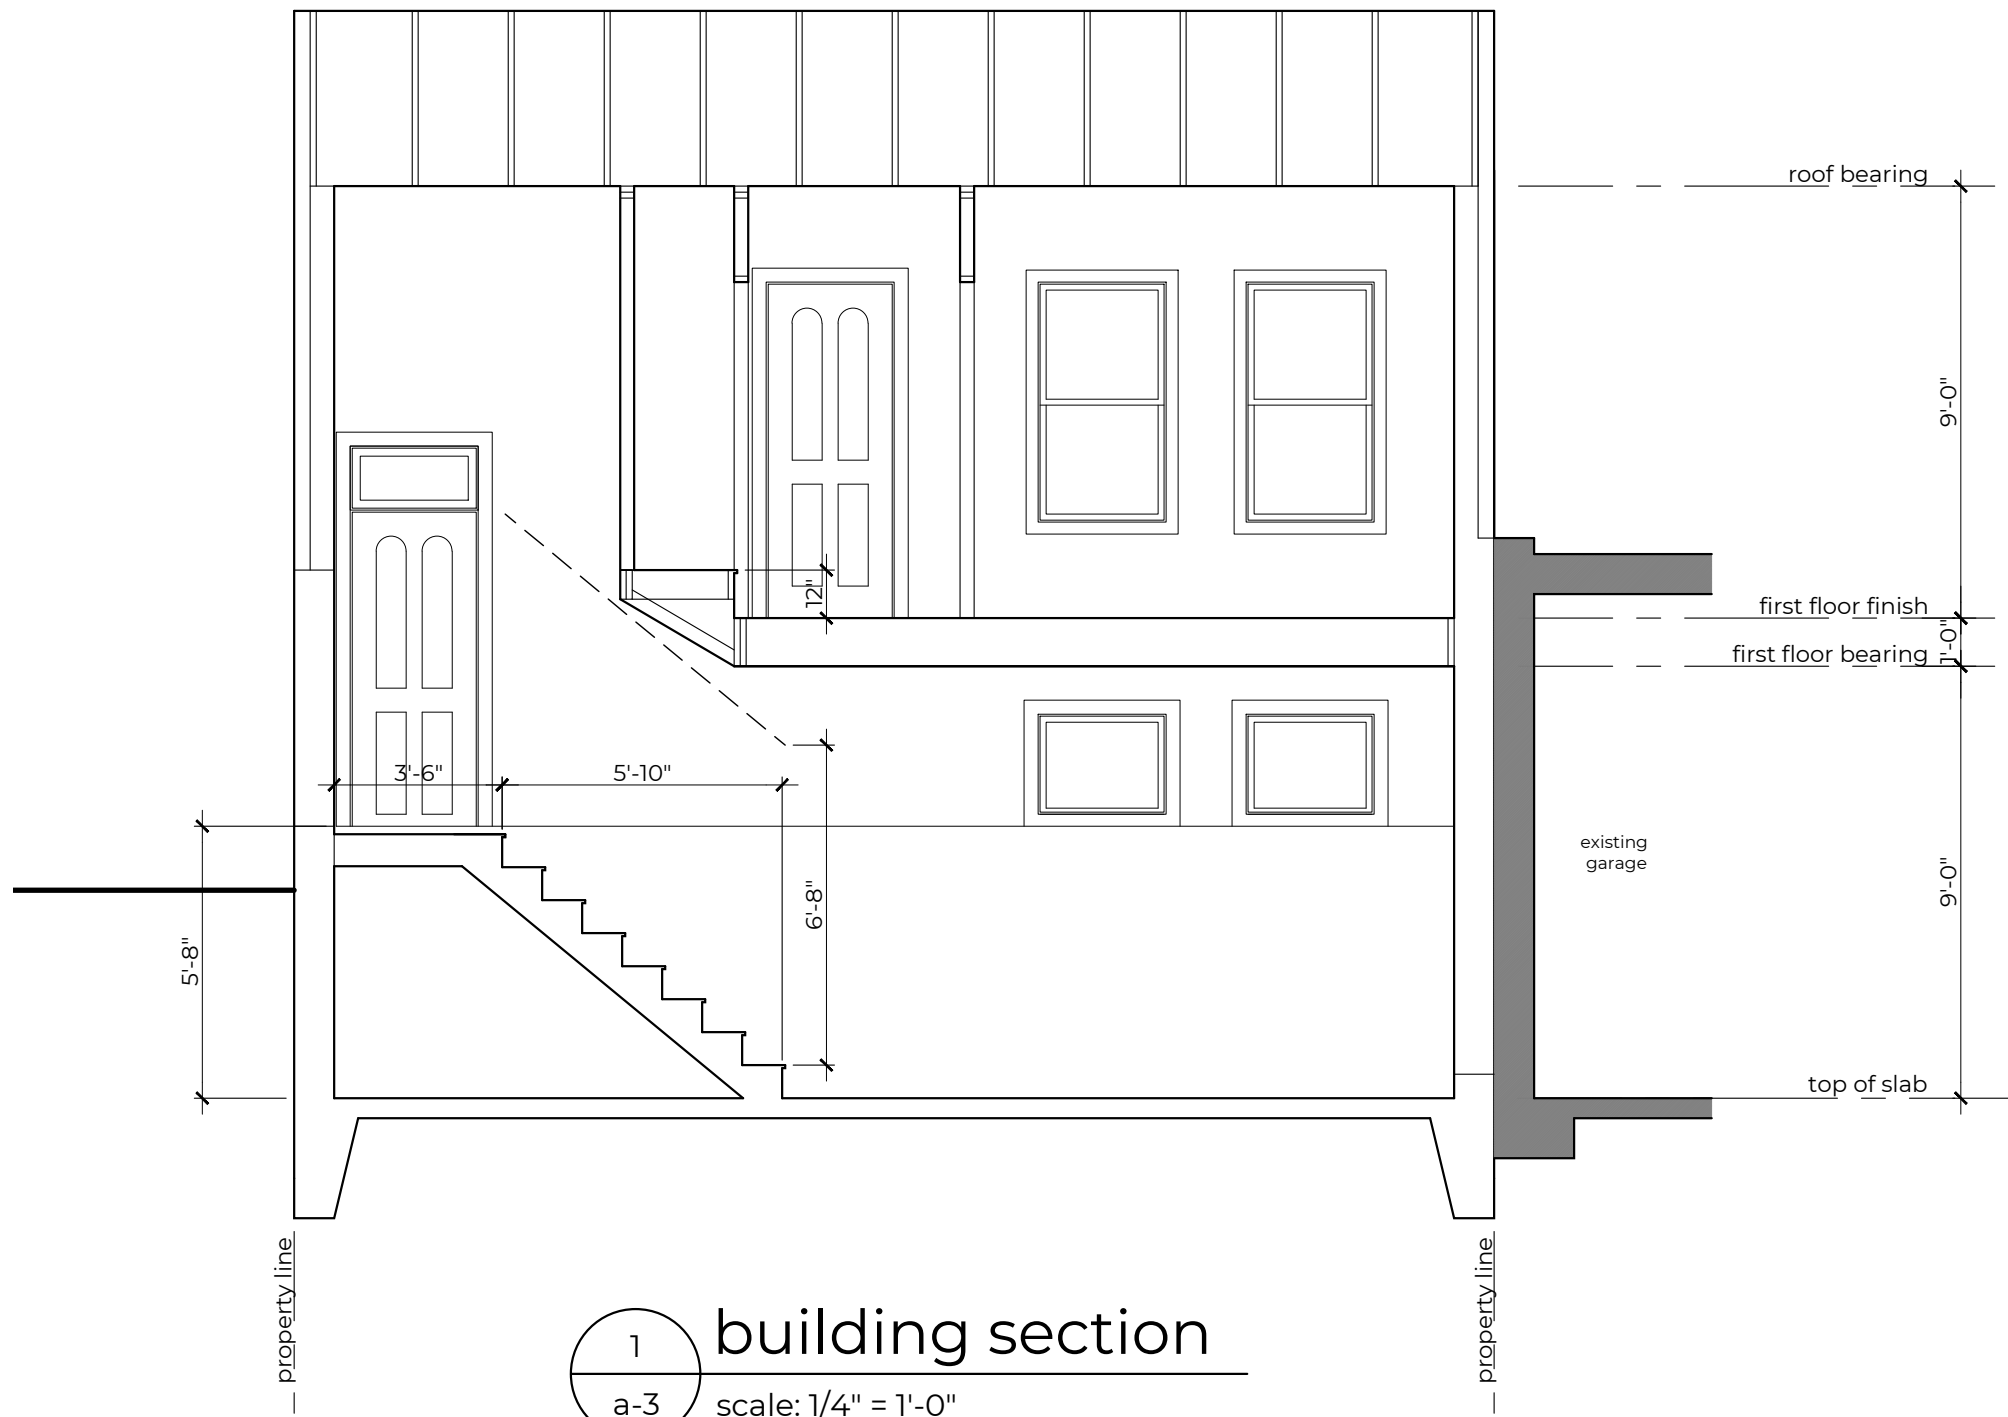 roof bearing
9'-0"
first floor finish
1'-0"
first floor bearing
12"
3'-6"
5'-10"
existing
garage
9'-0"
6'-8"
5'-8"
top of slab
property line
property line
1
building section
a-3
scale: 1/4" = 1'-0"